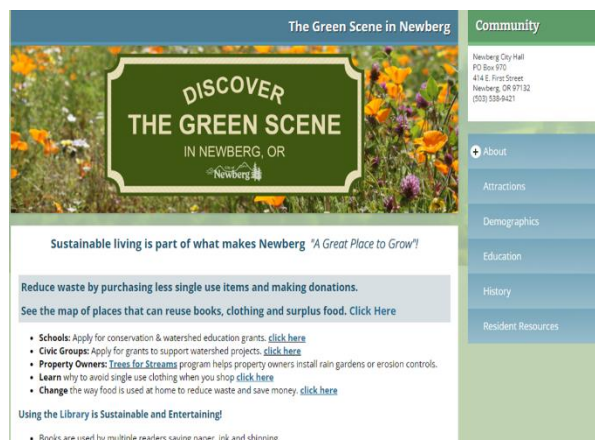 The Green Scene in Newberg
DISCOVER
THE GREEN SCENE
IN NEWBERG, OR
Newberg
Sustainable living is part of what makes Newberg "A Great Place to Grow"!
Reduce waste by purchasing less single use items and making donations.
See the map of places that can reuse books, clothing and surplus food. Click Here
• Schools: Apply for conservation & watershed education grants. click here
• Civic Groups: Apply for grants to support watershed projects. click here
• Property Owners: Trees for Streams program helps property owners install rain gardens or erosion controls.
• Learn why to avoid single use clothing when you shop click here
• Change the way food is used at home to reduce waste and save money. click here
Using the Library is Sustainable and Entertaining!
• Books are used by multiple readers saving paper, ink and shipping
Community
Newberg City Hall
PO Box 970
414 E. First Street
Newberg, OR 97132
(503) 538-9421
About
Attractions
Demographics
Education
History
Resident Resources